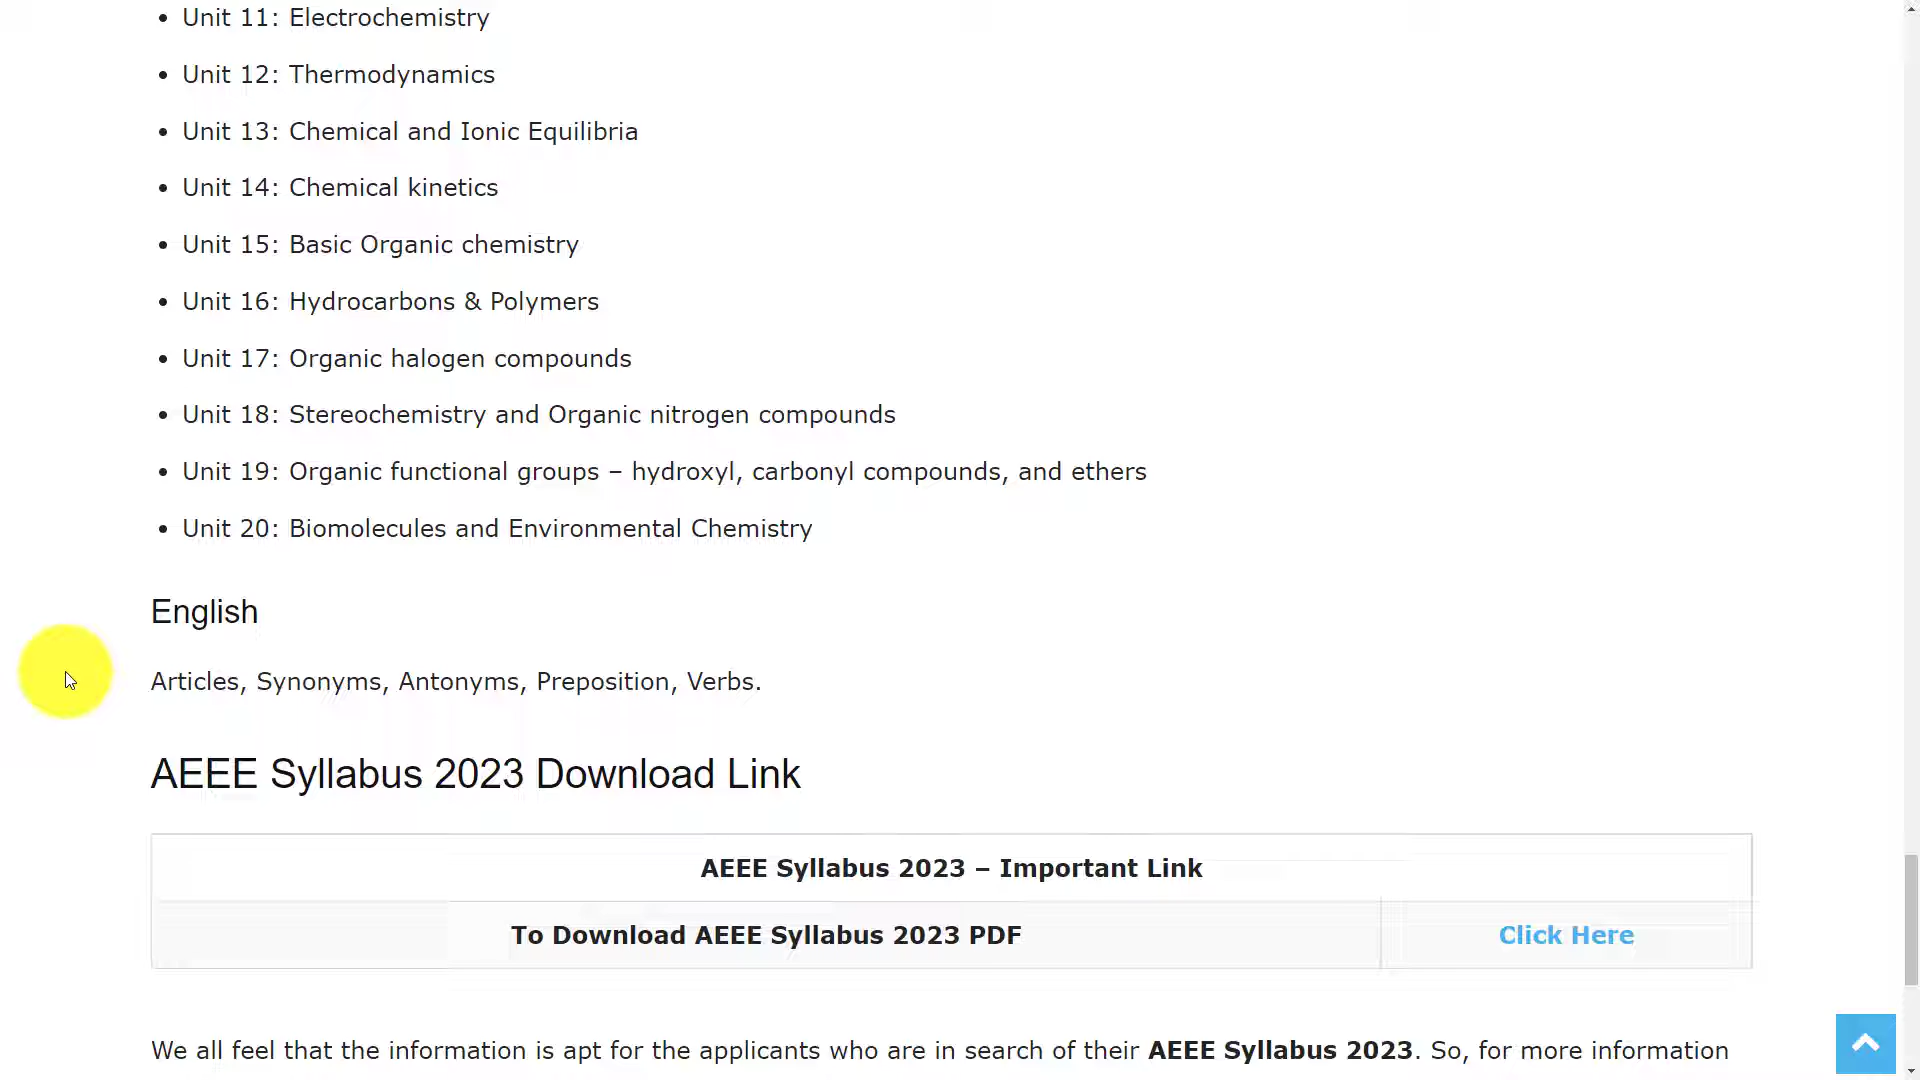 Unit 11: Electrochemistry
Unit 12: Thermodynamics
Unit 13: Chemical and Ionic Equilibria
Unit 14: Chemical kinetics
Unit 15: Basic Organic chemistry
Unit 16: Hydrocarbons & Polymers
Unit 17: Organic halogen compounds
Unit 18: Stereochemistry and Organic nitrogen compounds
Unit 19: Organic functional groups – hydroxyl, carbonyl compounds, and ethers
Unit 20: Biomolecules and Environmental Chemistry
English
Articles, Synonyms, Antonyms, Preposition, Verbs.
AEEE Syllabus 2023 Download Link
AEEE Syllabus 2023 – Important Link
To Download AEEE Syllabus 2023 PDF Click Here
We all feel that the information is apt for the applicants who are in search of their AEEE Syllabus 2023. So, for more information